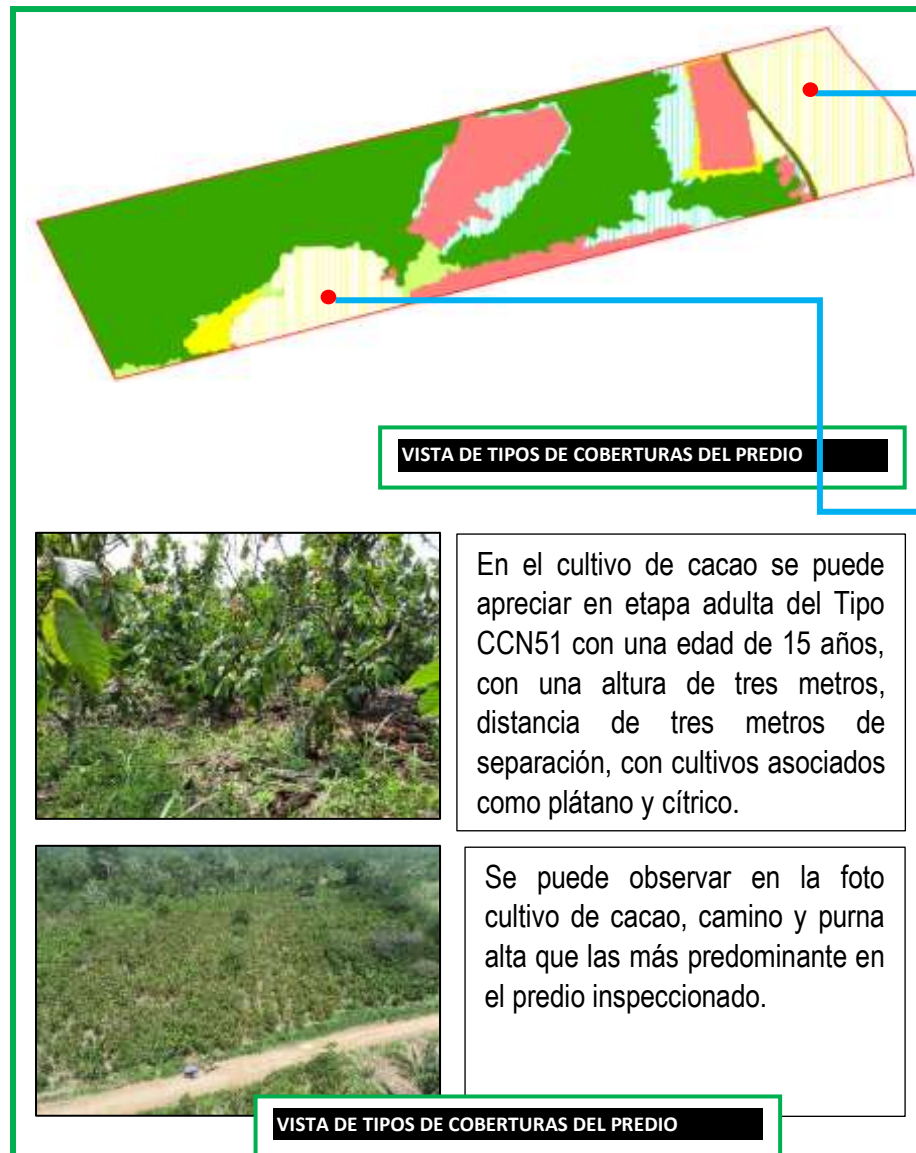 VISTA DE TIPOS DE COBERTURAS DEL PREDIO
En el cultivo de cacao se puede
apreciar en etapa adulta del Tipo
CCN51 con una edad de 15 años,
con una altura de tres metros,
distancia de tres metros de
separación, con cultivos asociados
como plátano y cítrico.
Se puede observar en la foto
cultivo de cacao, camino y purna
alta que las más predominante en
el predio inspeccionado.
VISTA DE TIPOS DE COBERTURAS DEL PREDIO